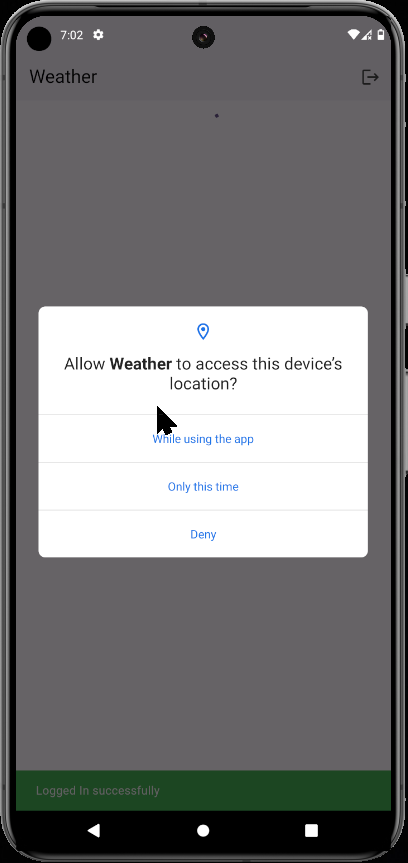 7:02
Weather
Allow Weather to access this device's
location?
While using the app
Only this time
Deny
Logged In successfully